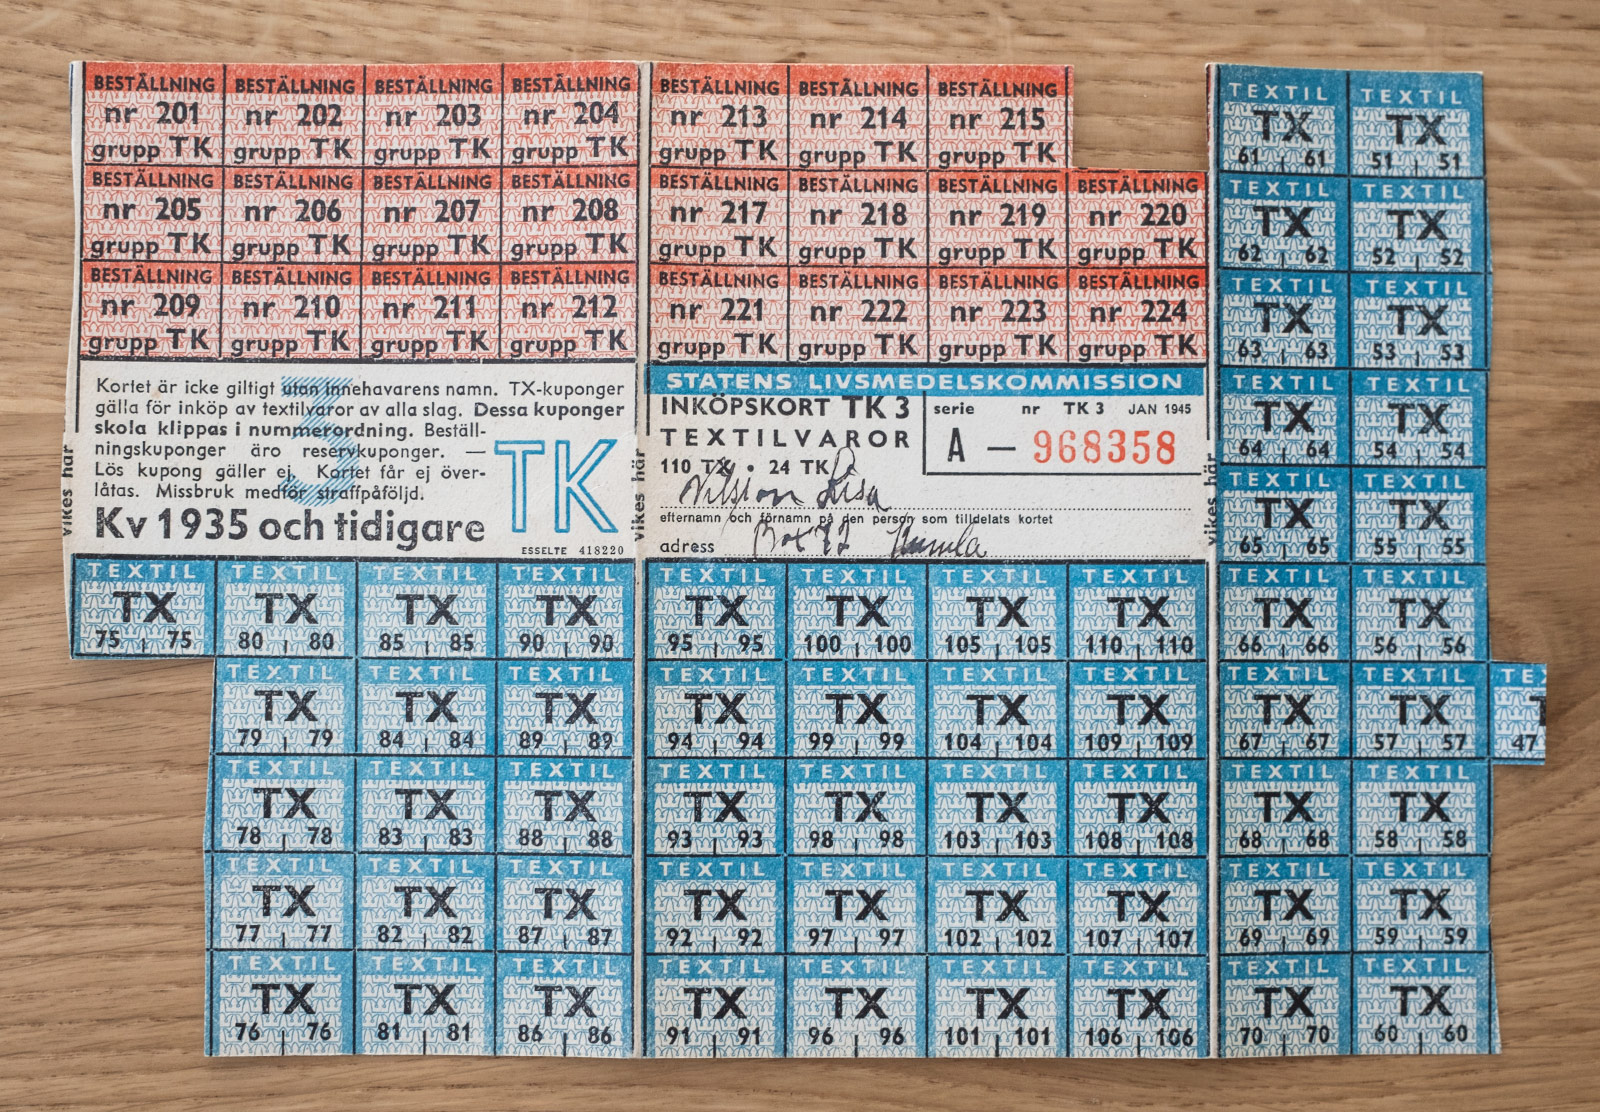 BESTÄLLNING BESTÄLLNING BESTÄLLNING BESTÄLLNING
nr 201 nr 202 nr 203 nr 204
grupp TK grupp TK grupp TK grupp TK
BESTÄLLNING BESTÄLLNING BESTÄLLNING BESTÄLLNING
nr 205 nr 206 nr 207 nr 208
grupp TK grupp TK grupp TK grupp TK
BESTÄLLNING BESTÄLLNING BESTÄLLNING BESTÄLLNING
nr 209 nr 210 nr 211 nr 212
grupp TK grupp TK grupp TK grupp TK
3
Kortet är icke giltigt utan innehavarens namn. TX-kuponger
gälla för inköp av textilvaror av alla slag. Dessa kuponger
skola klippas i nummerordning. Beställ-
ningskuponger äro reservkuponger. —
Lös kupong gäller ej. Kortet får ej över-
låtas. Missbruk medför straffpåföljd.
Kv 1935 och tidigare
TK
ESSELTE 418220
vikes här
TEXTIL TEXTIL TEXTIL TEXTIL
TX TX TX TX
75 75 80 80 85 85 90 90
TEXTIL TEXTIL TEXTIL
TX TX TX
79 79 84 84 89 89
TEXTIL TEXTIL TEXTIL
TX TX TX
78 78 83 83 88 88
TEXTIL TEXTIL TEXTIL
TX TX TX
77 77 82 82 87 87
TEXTIL TEXTIL TEXTIL
TX TX TX
76 76 81 81 86 86
BESTÄLLNING BESTÄLLNING BESTÄLLNING
nr 213 nr 214 nr 215
grupp TK grupp TK grupp TK
BESTÄLLNING BESTÄLLNING BESTÄLLNING BESTÄLLNING
nr 217 nr 218 nr 219 nr 220
grupp TK grupp TK grupp TK grupp TK
BESTÄLLNING BESTÄLLNING BESTÄLLNING BESTÄLLNING
nr 221 nr 222 nr 223 nr 224
grupp TK grupp TK grupp TK grupp TK
STATENS LIVSMEDELSKOMMISSION
INKÖPSKORT TK 3
TEXTILVAROR
110 TX • 24 TK
serie nr TK 3 JAN 1945
A — 968358
Nilsson Lisa
efternamn och förnamn på den person som tilldelats kortet
adress Box 72 Kumla
vikes här
vikes här
TEXTIL TEXTIL TEXTIL TEXTIL
TX TX TX TX
95 95 100 100 105 105 110 110
TEXTIL TEXTIL TEXTIL TEXTIL
TX TX TX TX
94 94 99 99 104 104 109 109
TEXTIL TEXTIL TEXTIL TEXTIL
TX TX TX TX
93 93 98 98 103 103 108 108
TEXTIL TEXTIL TEXTIL TEXTIL
TX TX TX TX
92 92 97 97 102 102 107 107
TEXTIL TEXTIL TEXTIL TEXTIL
TX TX TX TX
91 91 96 96 101 101 106 106
TEXTIL TEXTIL
TX TX
61 61 51 51
TEXTIL TEXTIL
TX TX
62 62 52 52
TEXTIL TEXTIL
TX TX
63 63 53 53
TEXTIL TEXTIL
TX TX
64 64 54 54
TEXTIL TEXTIL
TX TX
65 65 55 55
TEXTIL TEXTIL
TX TX
66 66 56 56
TEXTIL TEXTIL TEX
TX TX T
67 67 57 57 47
TEXTIL TEXTIL
TX TX
68 68 58 58
TEXTIL TEXTIL
TX TX
69 69 59 59
TEXTIL TEXTIL
TX TX
70 70 60 60